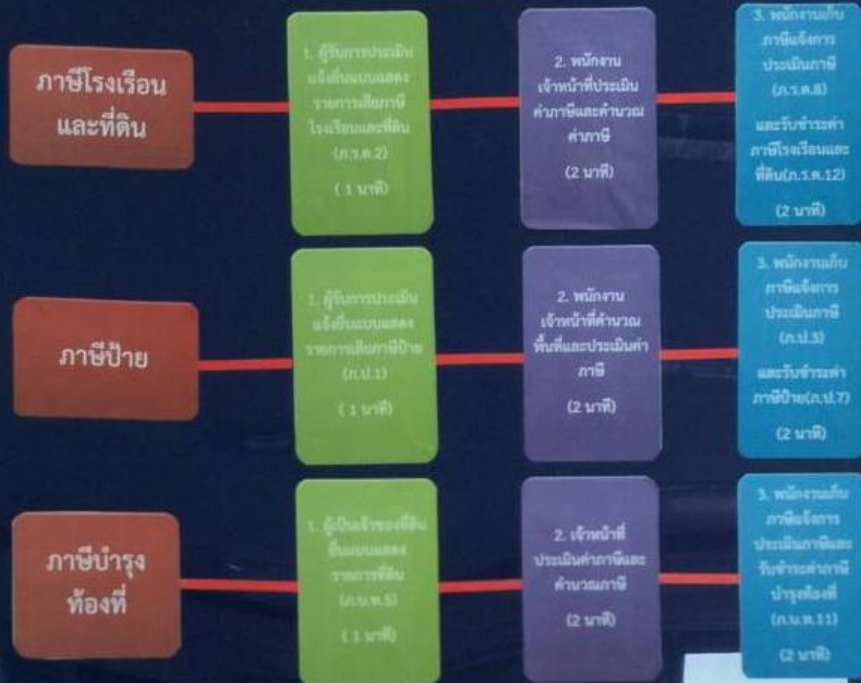 ภาษีโรงเรือน
และที่ดิน
1. ผู้รับการประเมิน
แจ้งยื่นแบบแสดง
รายการเสียภาษี
โรงเรือนและที่ดิน
(ภ.ร.ด.2)
( 1 นาที)
2. พนักงาน
เจ้าหน้าที่ประเมิน
ค่าภาษีและคำนวณ
ค่าภาษี
(2 นาที)
3. พนักงานเก็บ
ภาษีแจ้งการ
ประเมินภาษี
(ภ.ร.ด.8)
และรับชำระค่า
ภาษีโรงเรือนและ
ที่ดิน(ภ.ร.ด.12)
(2 นาที)
ภาษีป้าย
1. ผู้รับการประเมิน
แจ้งยื่นแบบแสดง
รายการเสียภาษีป้าย
(ภ.ป.1)
( 1 นาที)
2. พนักงาน
เจ้าหน้าที่คำนวณ
พื้นที่และประเมินค่า
ภาษี
(2 นาที)
3. พนักงานเก็บ
ภาษีแจ้งการ
ประเมินภาษี
(ภ.ป.3)
และรับชำระค่า
ภาษีป้าย(ภ.ป.7)
(2 นาที)
ภาษีบำรุง
ท้องที่
1. ผู้เป็นเจ้าของที่ดิน
ยื่นแบบแสดง
รายการที่ดิน
(ภ.บ.ท.5)
( 1 นาที)
2. เจ้าหน้าที่
ประเมินค่าภาษีและ
คำนวณภาษี
(2 นาที)
3. พนักงานเก็บ
ภาษีแจ้งการ
ประเมินภาษีและ
รับชำระค่าภาษี
บำรุงท้องที่
(ภ.บ.ท.11)
(2 นาที)